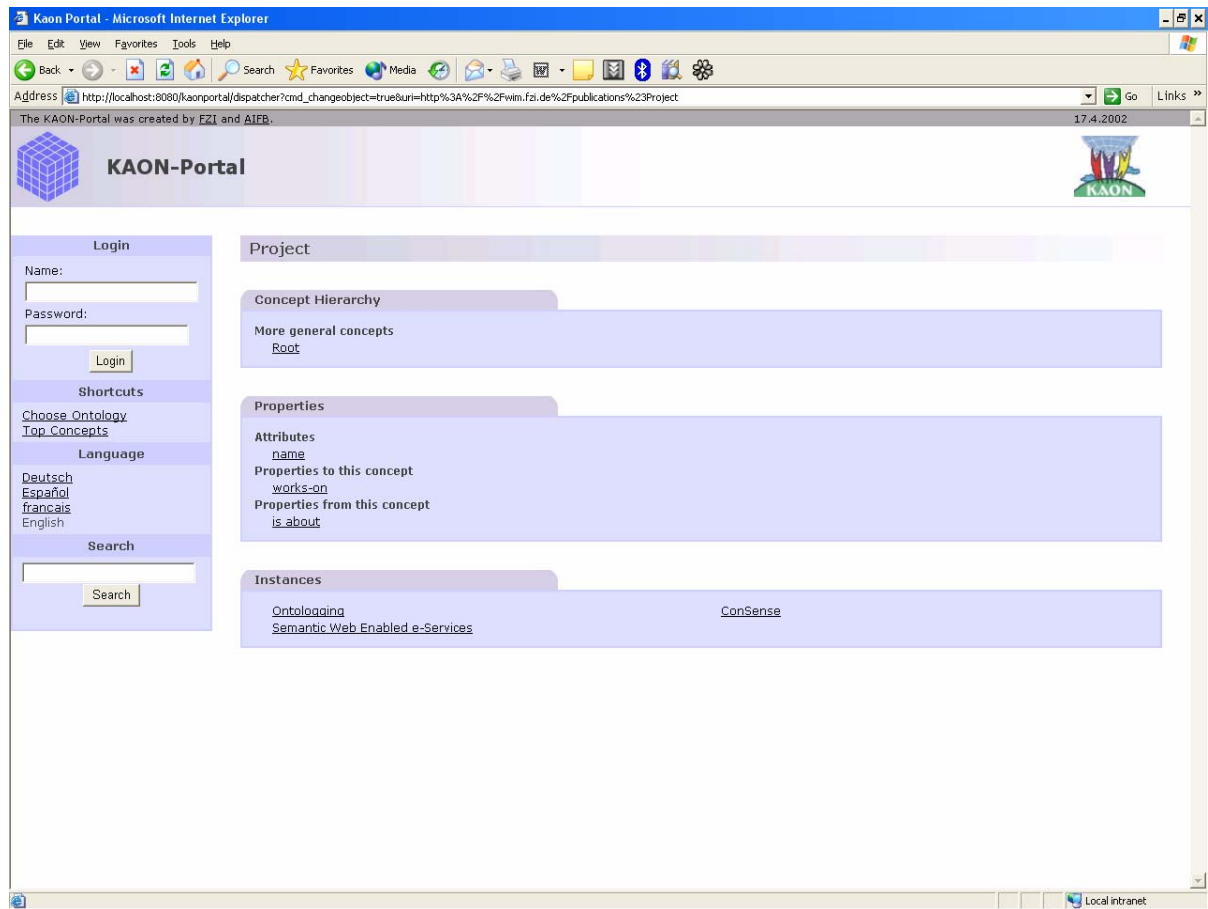 Kaon Portal - Microsoft Internet Explorer
File Edit View Favorites Tools Help
Back Search Favorites Media
Address http://localhost:8080/kaonportal/dispatcher?cmd_changeobject=true&uri=http%3A%2F%2Fwim.fzi.de%2Fpublications%23Project Go Links »
The KAON-Portal was created by FZI and AIFB. 17.4.2002
KAON-Portal
KAON
Login
Name:
Password:
Login
Shortcuts
Choose Ontology
Top Concepts
Language
Deutsch
Español
francais
English
Search
Search
Project
Concept Hierarchy
More general concepts
Root
Properties
Attributes
name
Properties to this concept
works-on
Properties from this concept
is about
Instances
Ontologging ConSense
Semantic Web Enabled e-Services
Local intranet